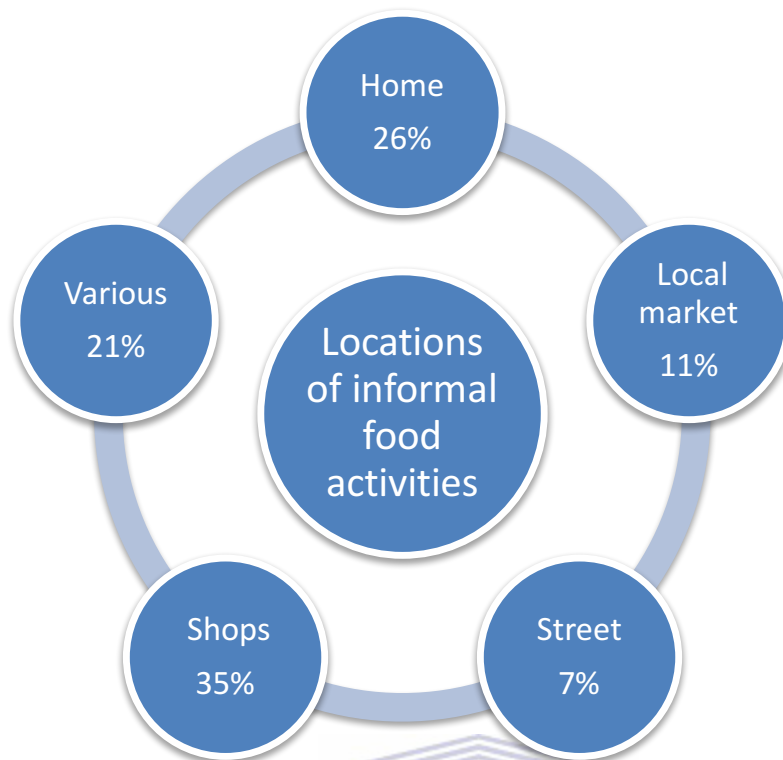 Home
26%
Local
market
11%
Street
7%
Shops
35%
Various
21%
Locations
of informal
food
activities